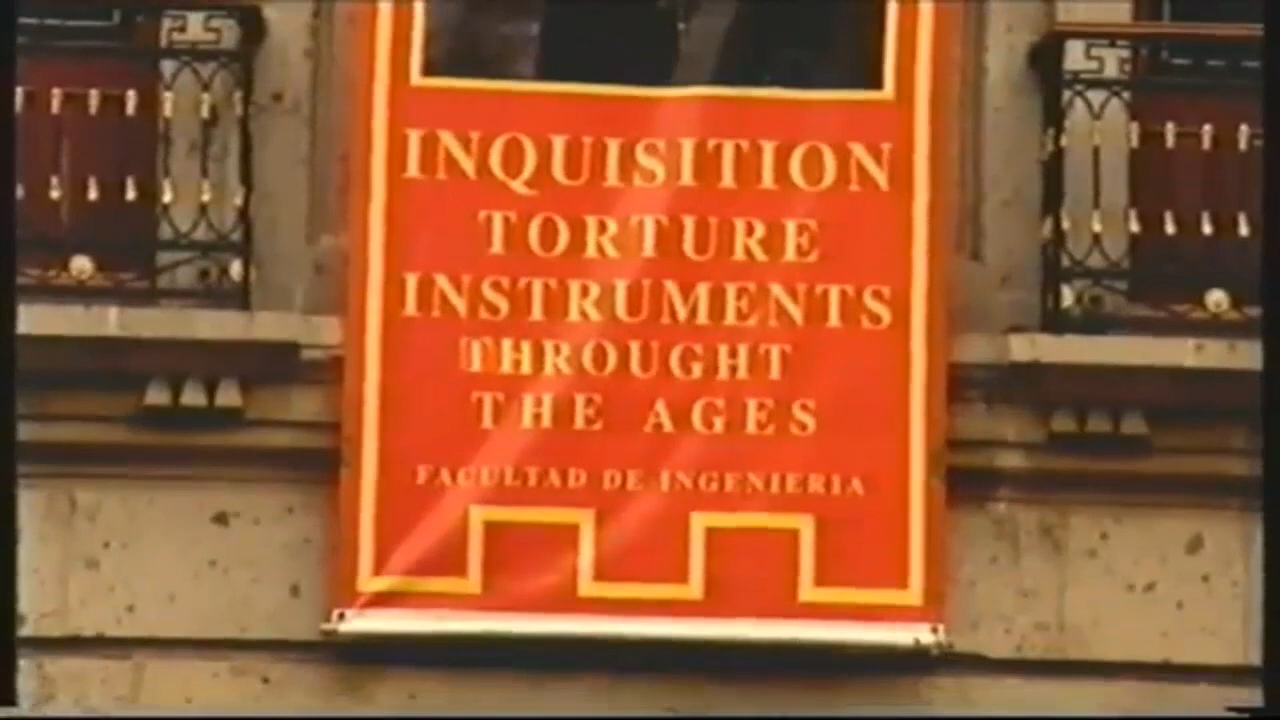 INQUISITION
TORTURE
INSTRUMENTS
THROUGHT
THE AGES
FACULTAD DE INGENIERIA